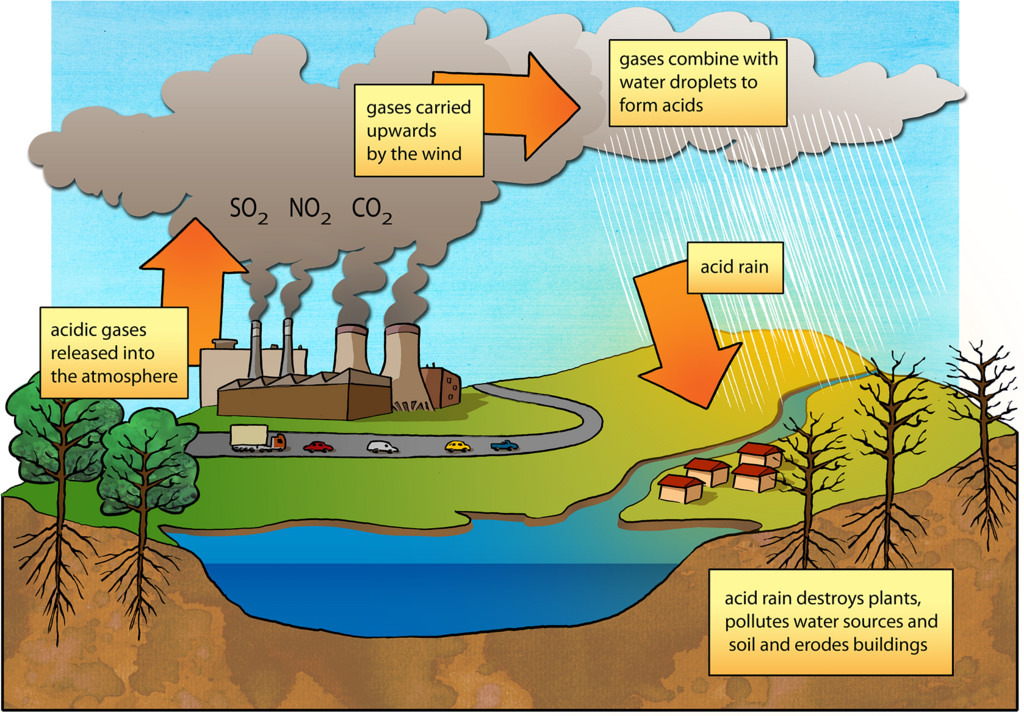 gases combine with
water droplets to
form acids
gases carried
upwards
by the wind
SO₂ NO₂ CO₂
acid rain
acidic gases
released into
the atmosphere
acid rain destroys plants,
pollutes water sources and
soil and erodes buildings